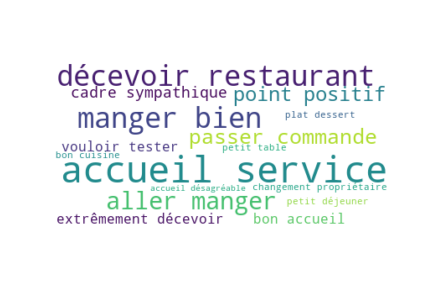 décevoir restaurant
cadre sympathique
point positif
manger bien
plat dessert
passer commande
vouloir tester
petit table
bon cuisine
accueil service
accueil désagréable
changement propriétaire
aller manger
petit déjeuner
extrêmement décevoir
bon accueil